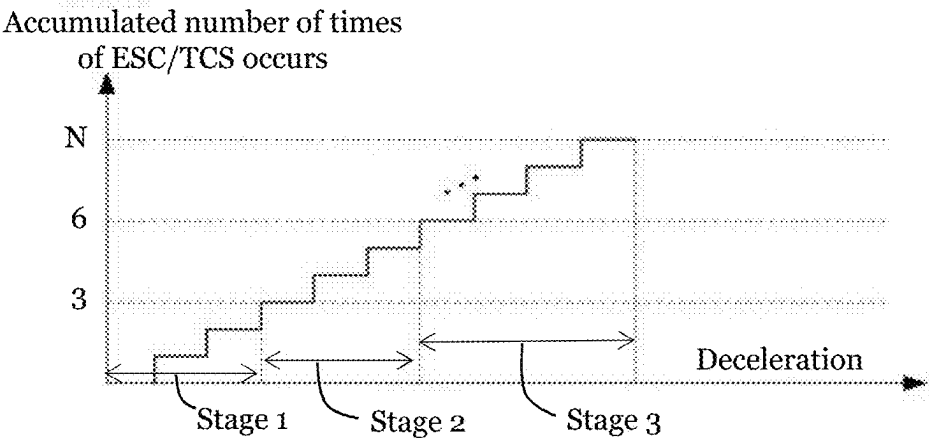 Accumulated number of times
of ESC/TCS occurs
N
6
3
Deceleration
Stage 1
Stage 2
Stage 3